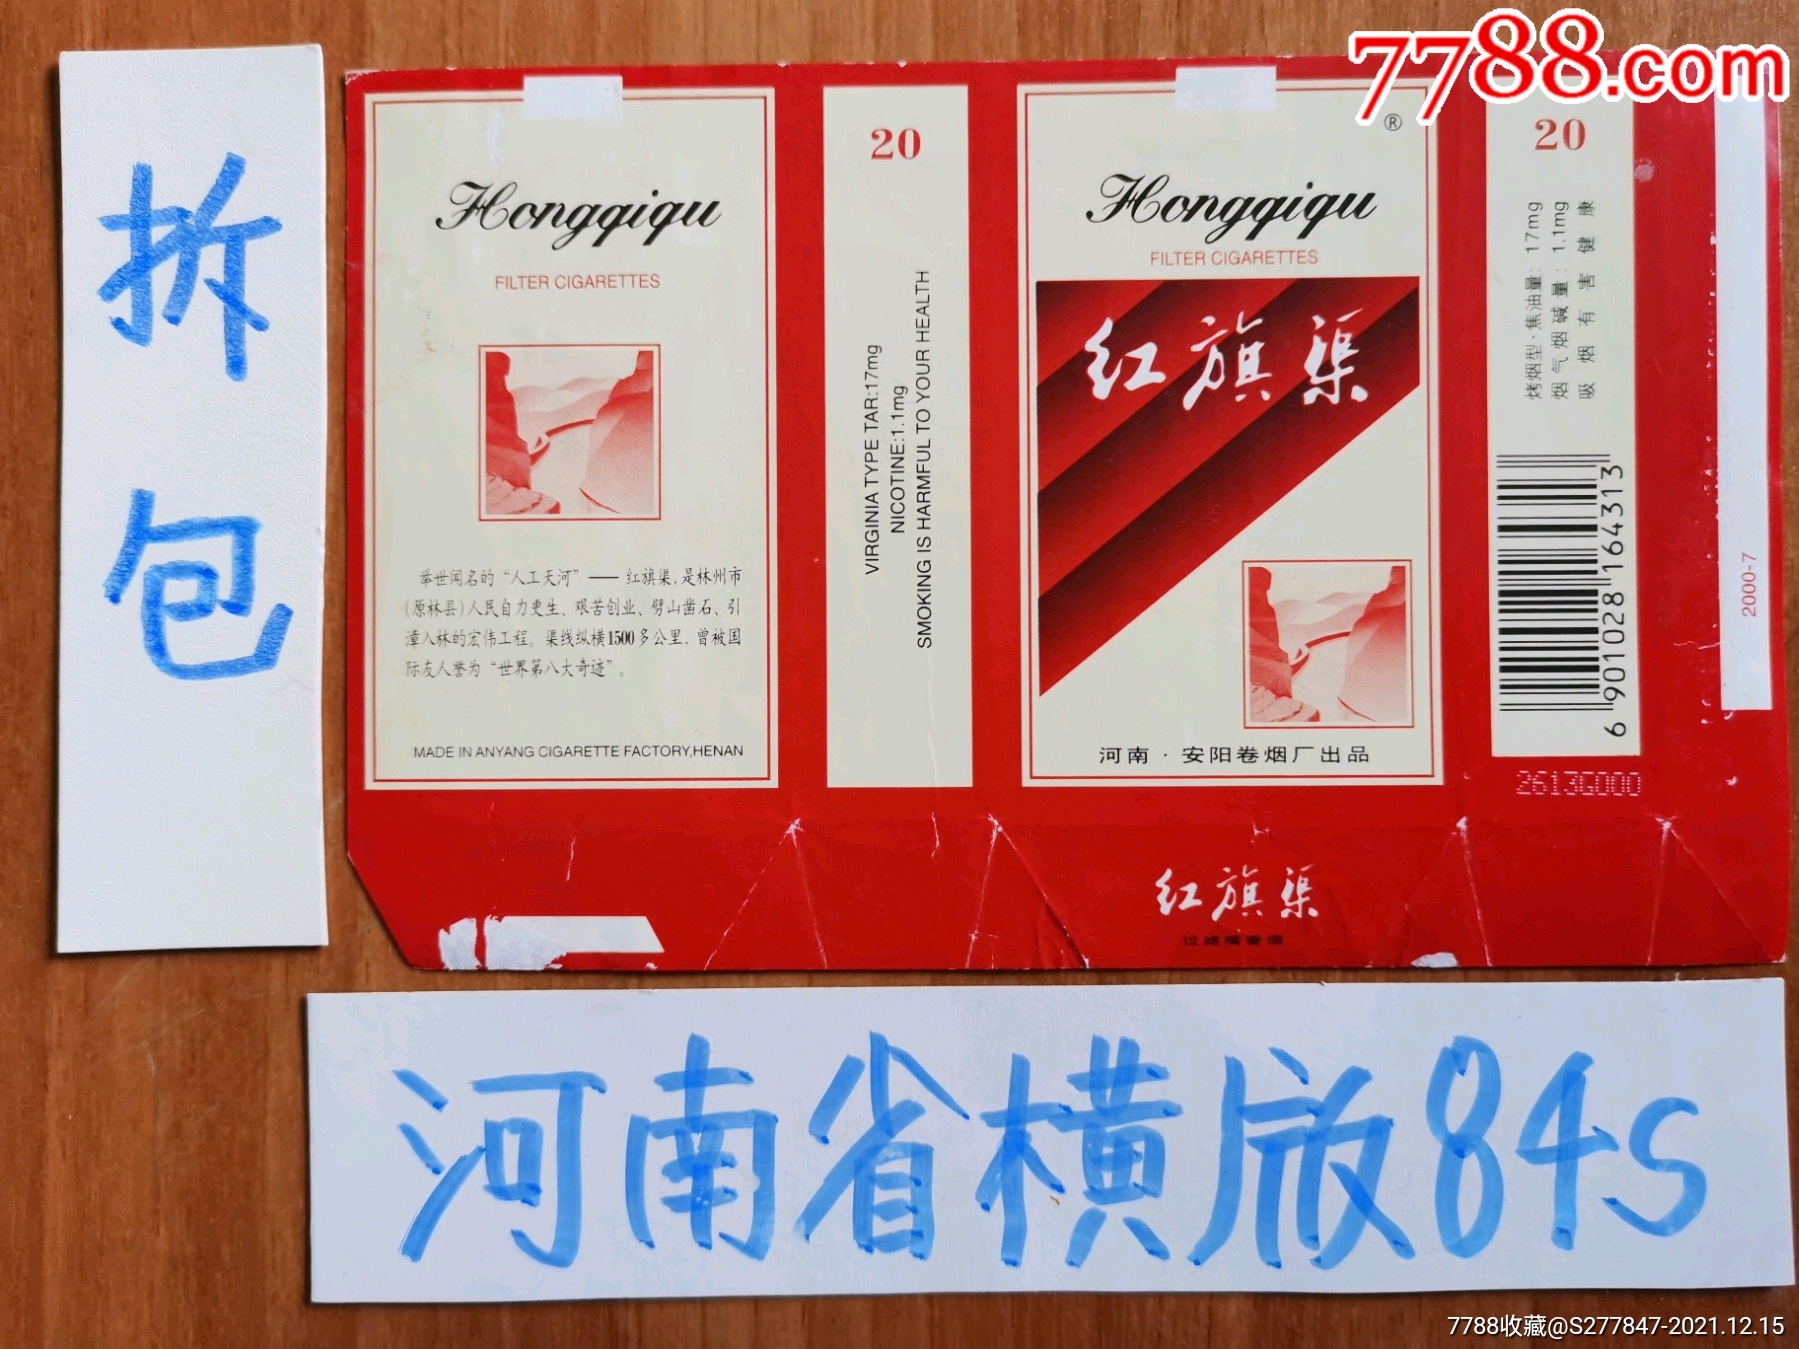 7788.com
拆包
Hongqiqu
FILTER CIGARETTES
举世闻名的“人工天河”——红旗渠,是林州市
(原林县)人民自力更生、艰苦创业、劈山凿石、引
漳入林的宏伟工程。渠线纵横1500多公里,曾被国
际友人誉为“世界第八大奇迹”。
MADE IN ANYANG CIGARETTE FACTORY,HENAN
20
VIRGINIA TYPE TAR:17mg
NICOTINE:1.1mg
SMOKING IS HARMFUL TO YOUR HEALTH
®
Hongqiqu
FILTER CIGARETTES
红旗渠
河南·安阳卷烟厂出品
20
烤烟型·焦油量:17mg
烟气烟碱量:1.1mg
吸烟有害健康
6901028164313
2000-7
2613G000
红旗渠
过滤嘴香烟
河南省横版84s
7788收藏@S277847-2021.12.15